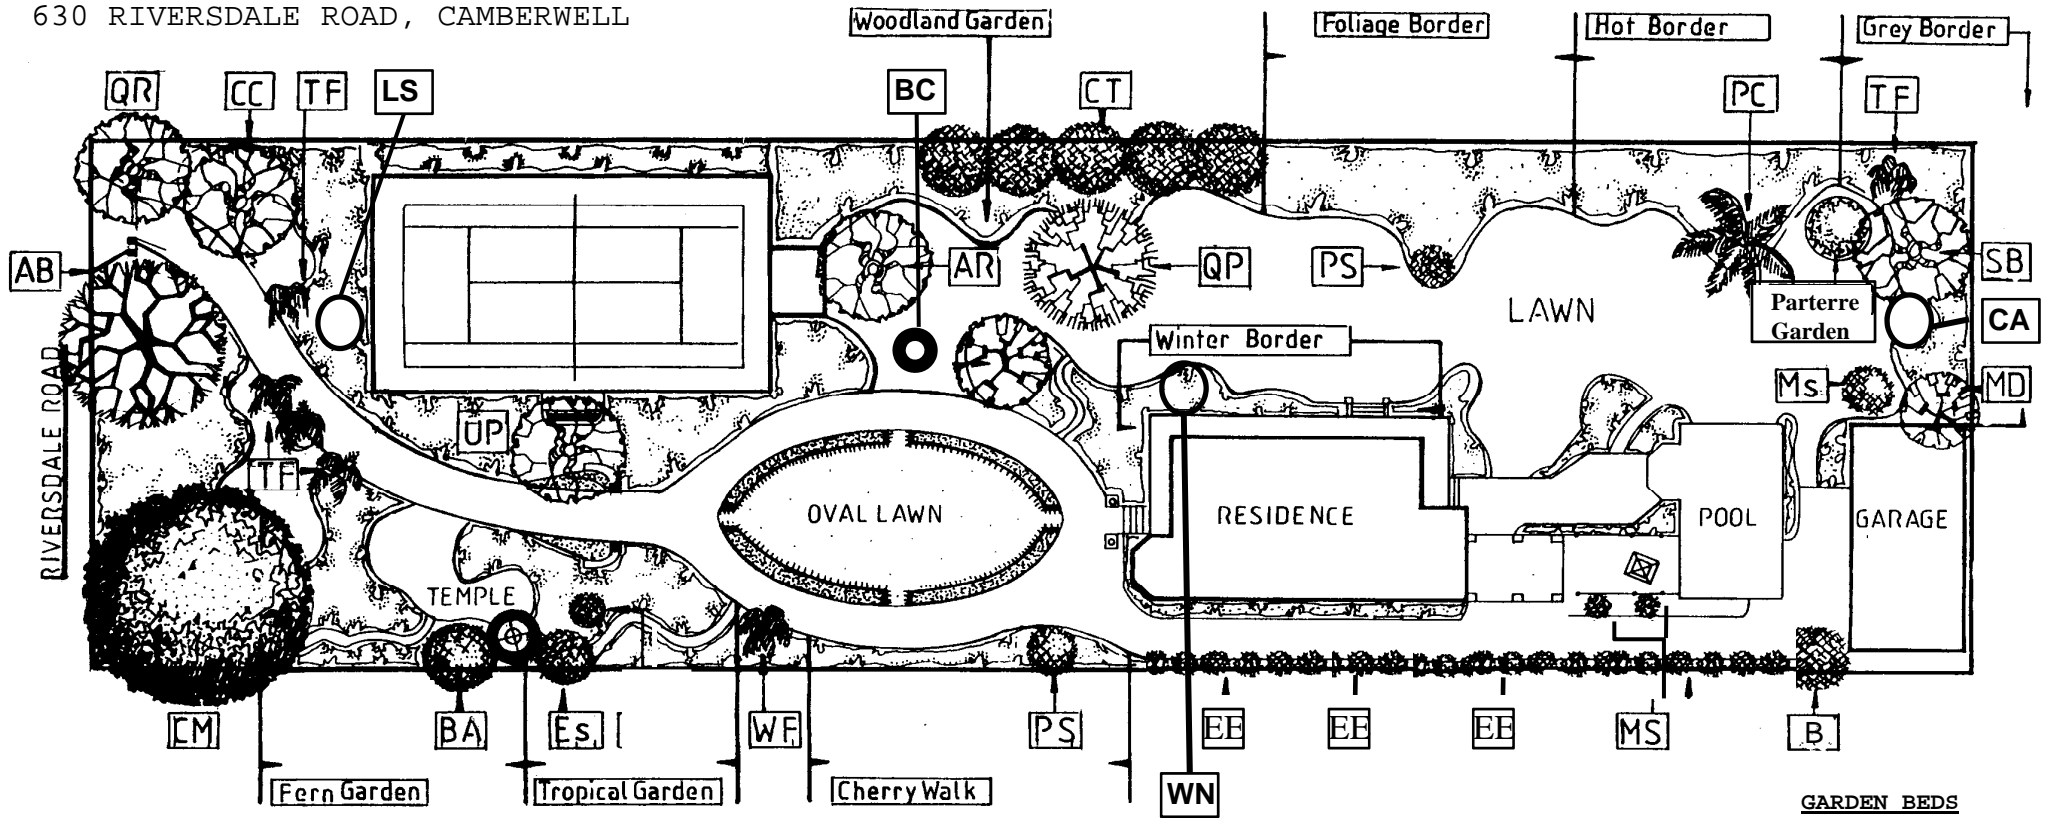 630 RIVERSDALE ROAD, CAMBERWELL
Woodland Garden
Foliage Border
Hot Border
Grey Border
QR
CC
TF
LS
BC
CT
PC
TF
AB
AR
QP
PS
SB
LAWN
Parterre
Garden
CA
Winter Border
Ms
MD
RIVERSDALE ROAD
UP
TF
OVAL LAWN
RESIDENCE
POOL
GARAGE
TEMPLE
CM
BA
Es.
WF
PS
EE
EE
EE
MS
B
Fern Garden
Tropical Garden
Cherry Walk
WN
GARDEN BEDS